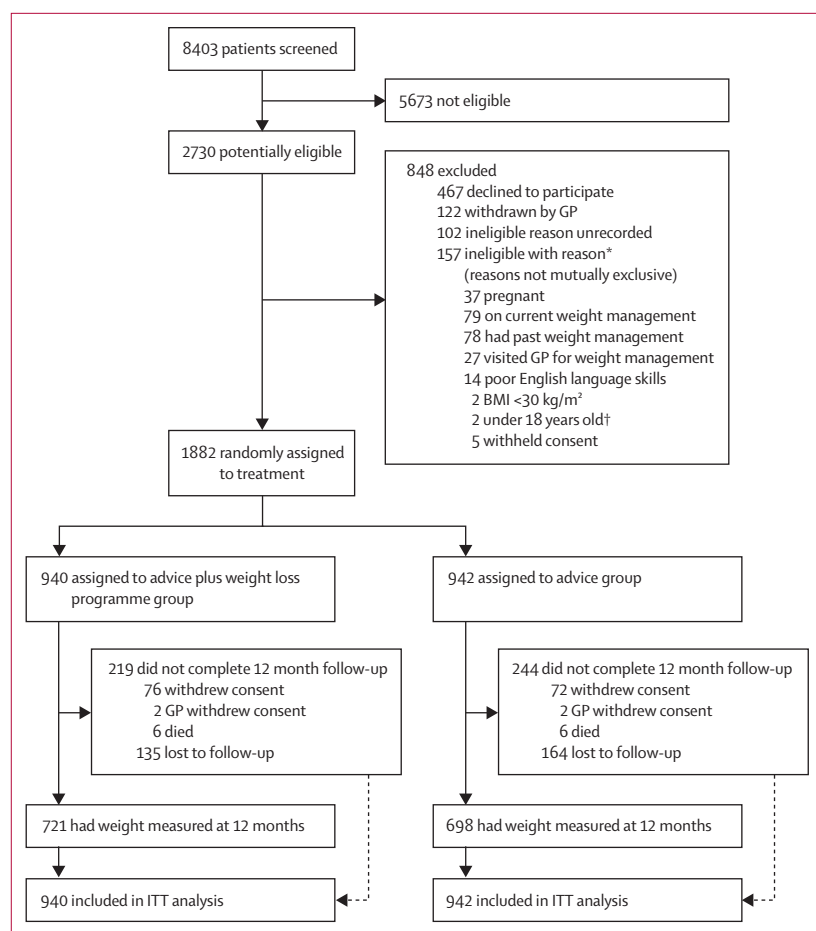 8403 patients screened
5673 not eligible
2730 potentially eligible
848 excluded
467 declined to participate
122 withdrawn by GP
102 ineligible reason unrecorded
157 ineligible with reason*
(reasons not mutually exclusive)
37 pregnant
79 on current weight management
78 had past weight management
27 visited GP for weight management
14 poor English language skills
2 BMI <30 kg/m²
2 under 18 years old†
5 withheld consent
1882 randomly assigned
to treatment
940 assigned to advice plus weight loss
programme group
942 assigned to advice group
219 did not complete 12 month follow-up
76 withdrew consent
2 GP withdrew consent
6 died
135 lost to follow-up
244 did not complete 12 month follow-up
72 withdrew consent
2 GP withdrew consent
6 died
164 lost to follow-up
721 had weight measured at 12 months
698 had weight measured at 12 months
940 included in ITT analysis
942 included in ITT analysis